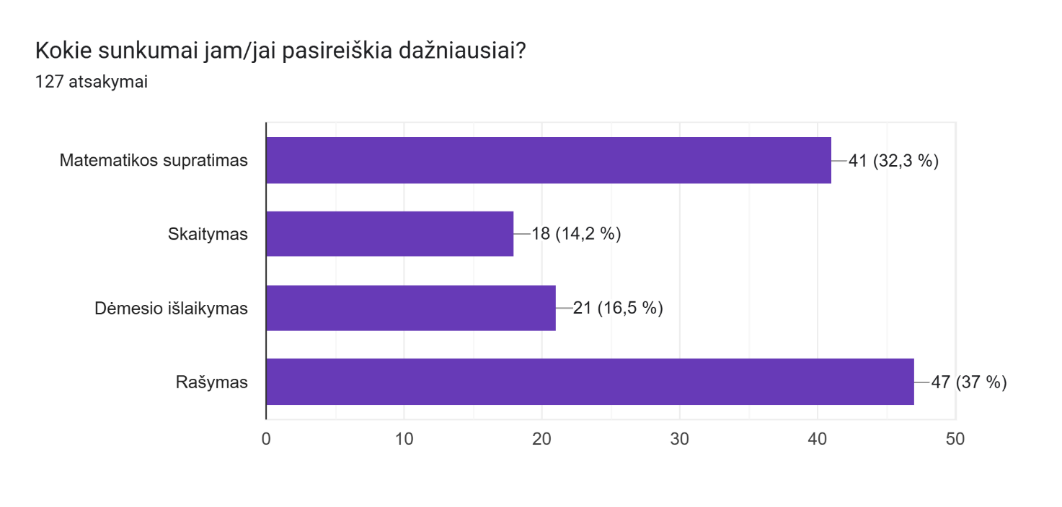 Kokie sunkumai jam/jai pasireiškia dažniausiai?
127 atsakymai
Matematikos supratimas
41 (32,3 %)
Skaitymas
18 (14,2 %)
Dėmesio išlaikymas
21 (16,5 %)
Rašymas
47 (37 %)
0 10 20 30 40 50